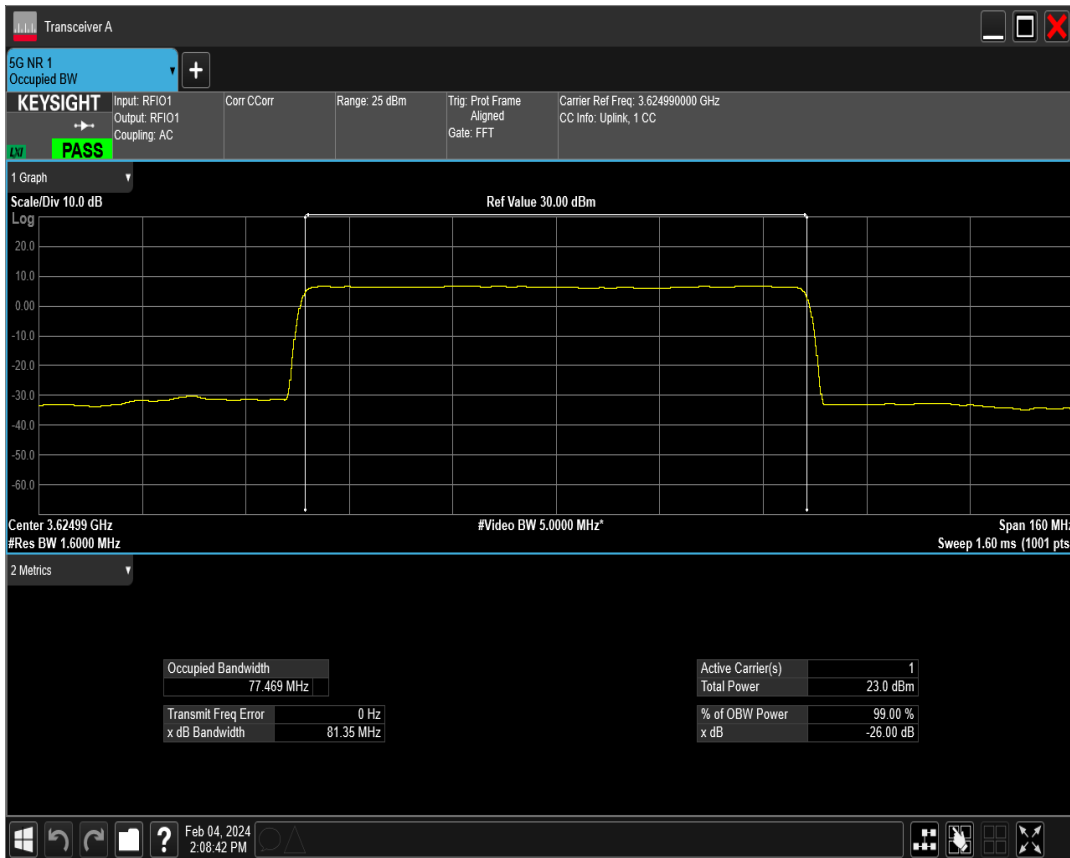 Transceiver A
5G NR 1
Occupied BW
KEYSIGHT
LXI
PASS
Input: RFIO1
Output: RFIO1
Coupling: AC
Corr CCorr
Range: 25 dBm
Trig: Prot Frame
Aligned
Gate: FFT
Carrier Ref Freq: 3.624990000 GHz
CC Info: Uplink, 1 CC
1 Graph
Scale/Div 10.0 dB
Ref Value 30.00 dBm
Log
20.0
10.0
0.00
-10.0
-20.0
-30.0
-40.0
-50.0
-60.0
Center 3.62499 GHz
#Video BW 5.0000 MHz*
Span 160 MHz
#Res BW 1.6000 MHz
Sweep 1.60 ms (1001 pts
2 Metrics
Occupied Bandwidth
77.469 MHz
Transmit Freq Error 0 Hz
x dB Bandwidth 81.35 MHz
Active Carrier(s) 1
Total Power 23.0 dBm
% of OBW Power 99.00 %
x dB -26.00 dB
?
Feb 04, 2024
2:08:42 PM